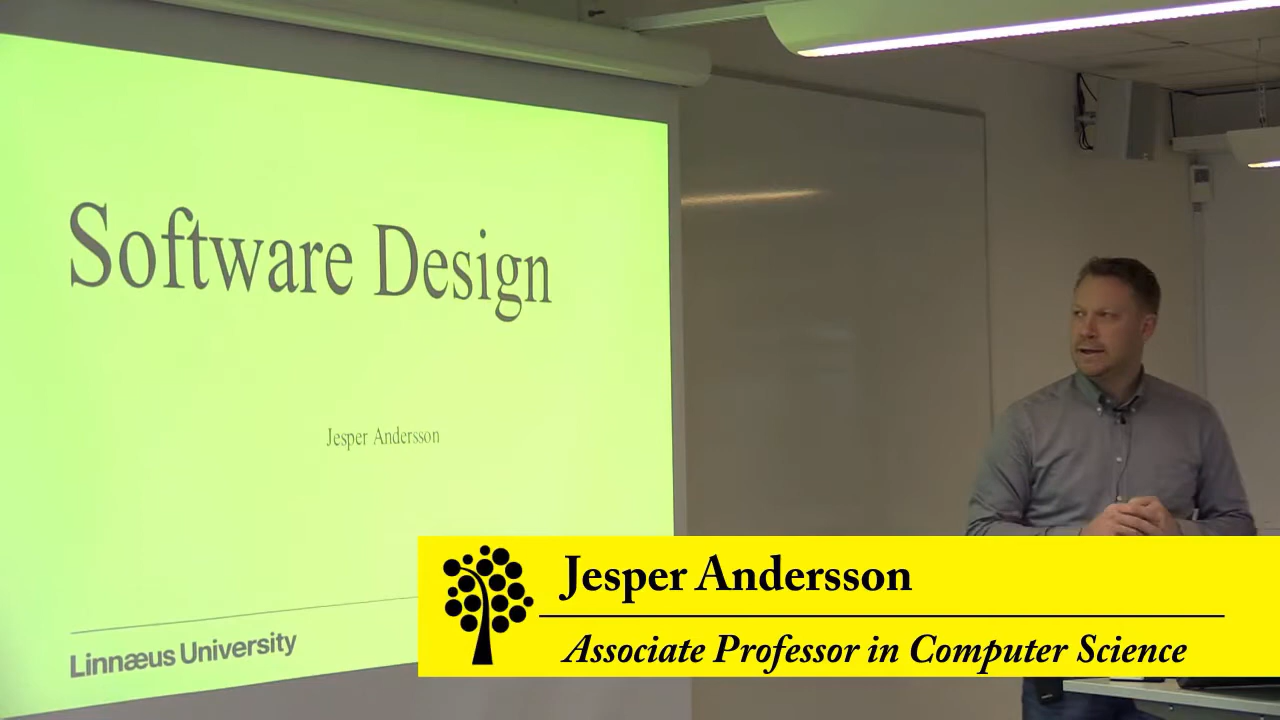 Software Design
Jesper Andersson
Linnæus University
Jesper Andersson
Associate Professor in Computer Science